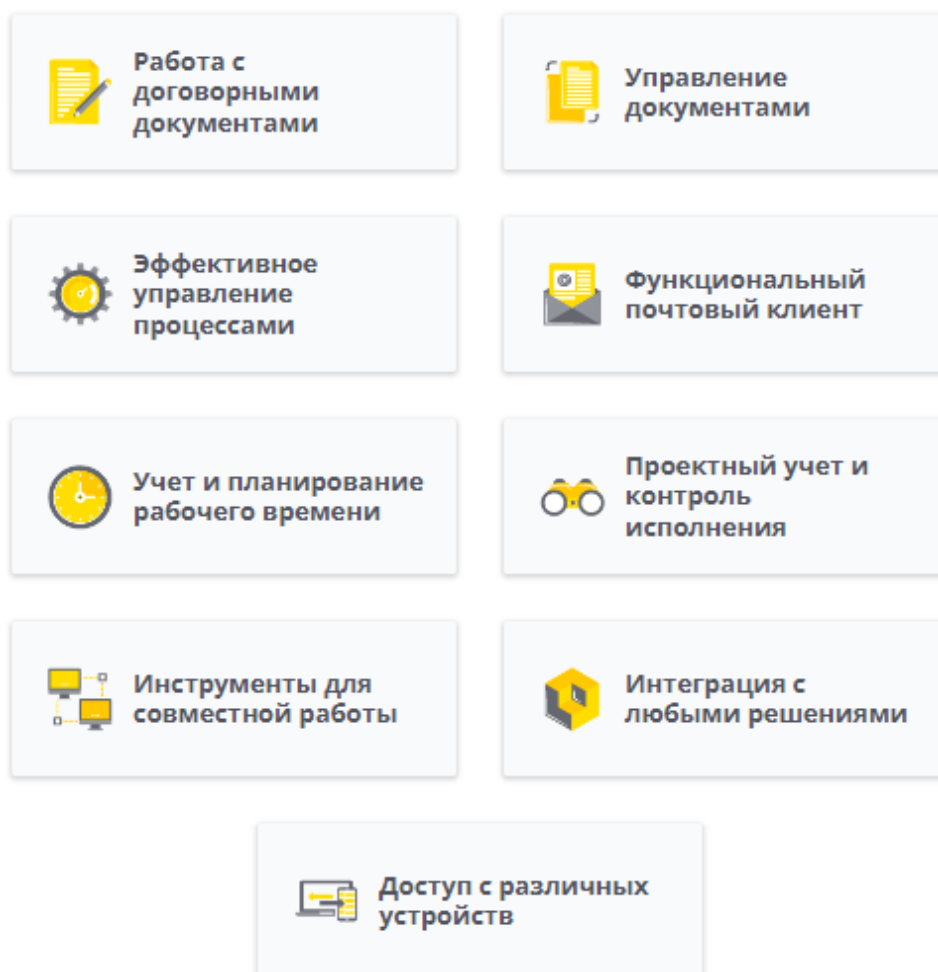 Работа с
договорными
документами
Управление
документами
Эффективное
управление
процессами
Функциональный
почтовый клиент
Учет и планирование
рабочего времени
Проектный учет и
контроль
исполнения
Инструменты для
совместной работы
Интеграция с
любыми решениями
Доступ с различных
устройств